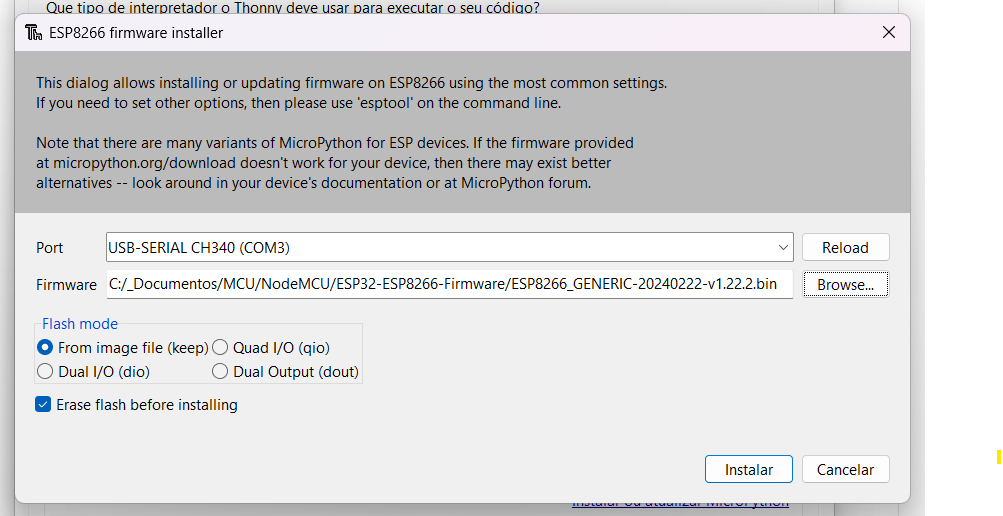 Que tipo de interpretador o Thonny deve usar para executar o seu código?
Th ESP8266 firmware installer
This dialog allows installing or updating firmware on ESP8266 using the most common settings.
If you need to set other options, then please use 'esptool' on the command line.
Note that there are many variants of MicroPython for ESP devices. If the firmware provided
at micropython.org/download doesn't work for your device, then there may exist better
alternatives -- look around in your device's documentation or at MicroPython forum.
Port USB-SERIAL CH340 (COM3) Reload
Firmware C:/_Documentos/MCU/NodeMCU/ESP32-ESP8266-Firmware/ESP8266_GENERIC-20240222-v1.22.2.bin Browse...
Flash mode
From image file (keep) Quad I/O (qio)
Dual I/O (dio) Dual Output (dout)
Erase flash before installing
Instalar Cancelar
Instalar ou atualizar MicroPython